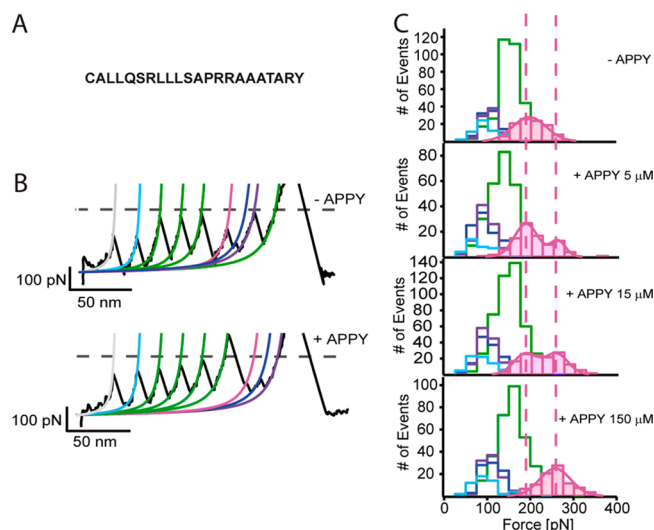 A
CALLQSRLLLSAPRRAAATARY
B
- APPY
100 pN
50 nm
+ APPY
100 pN
50 nm
C
# of Events
120
100
80
60
40
20
- APPY
# of Events
80
60
40
20
+ APPY 5 μM
# of Events
140
120
100
80
60
40
20
+ APPY 15 μM
# of Events
100
80
60
40
20
+ APPY 150 μM
0 100 200 300 400
Force [pN]